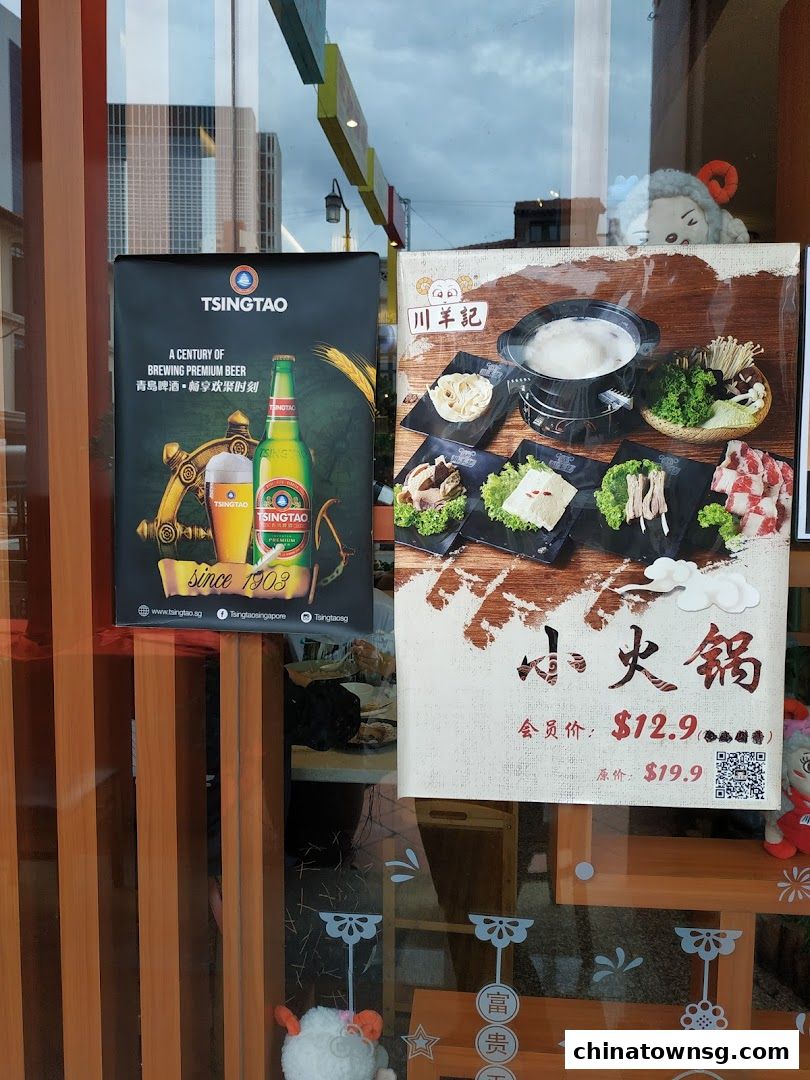 TSINGTAO
A CENTURY OF
BREWING PREMIUM BEER
青岛啤酒·畅享欢聚时刻
TSINGTAO
TSINGTAO
TSINGTAO
PREMIUM
since 1903
www.tsingtao.sg
Tsingtaosingapore
Tsingtaosg
川羊記
小火锅
会员价：$12.9
原价：$19.9
富
贵
chinatownsg.com